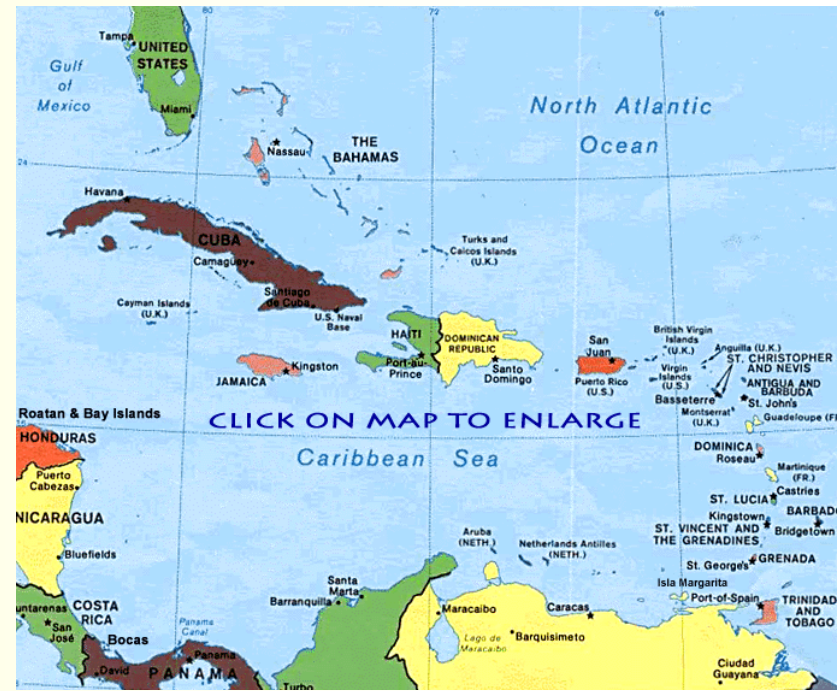 80
72
64
Tampa
UNITED
STATES
Gulf
of
Mexico
Miami
North Atlantic
Ocean
Nassau
THE
BAHAMAS
24
Havana
CUBA
Camagüey
Turks and
Caicos Islands
(U.K.)
Santiago
de Cuba
Cayman Islands
(U.K.)
U.S. Naval
Base
HAITI
DOMINICAN
REPUBLIC
Port-au-
Prince
Santo
Domingo
San
Juan
Puerto Rico
(U.S.)
British Virgin
Islands
(U.K.)
Virgin
Islands
(U.S.)
Anguilla (U.K.)
ST. CHRISTOPHER
AND NEVIS
Basseterre
ANTIGUA AND
BARBUDA
St. John's
Montserrat
(U.K.)
Guadeloupe (FR
Kingston
JAMAICA
Roatan & Bay Islands
CLICK ON MAP TO ENLARGE
16
HONDURAS
Caribbean Sea
DOMINICA
Roseau
Martinique
(FR.)
Puerto
Cabezas
NICARAGUA
Castries
ST. LUCIA
Kingstown
BARBADO
ST. VINCENT AND
THE GRENADINES
Bridgetown
Bluefields
Aruba
(NETH.)
Netherlands Antilles
(NETH.)
GRENADA
St. George's
Isla Margarita
Santa
Marta
Barranquilla
Port-of-Spain
TRINIDAD
AND
TOBAGO
Maracaibo
Caracas
Barquisimeto
Lago de
Maracaibo
untarenas
COSTA
RICA
San
José
Bocas
Panama
Canal
Panama
David
PANAMA
Turbo
Ciudad
Guayana
8